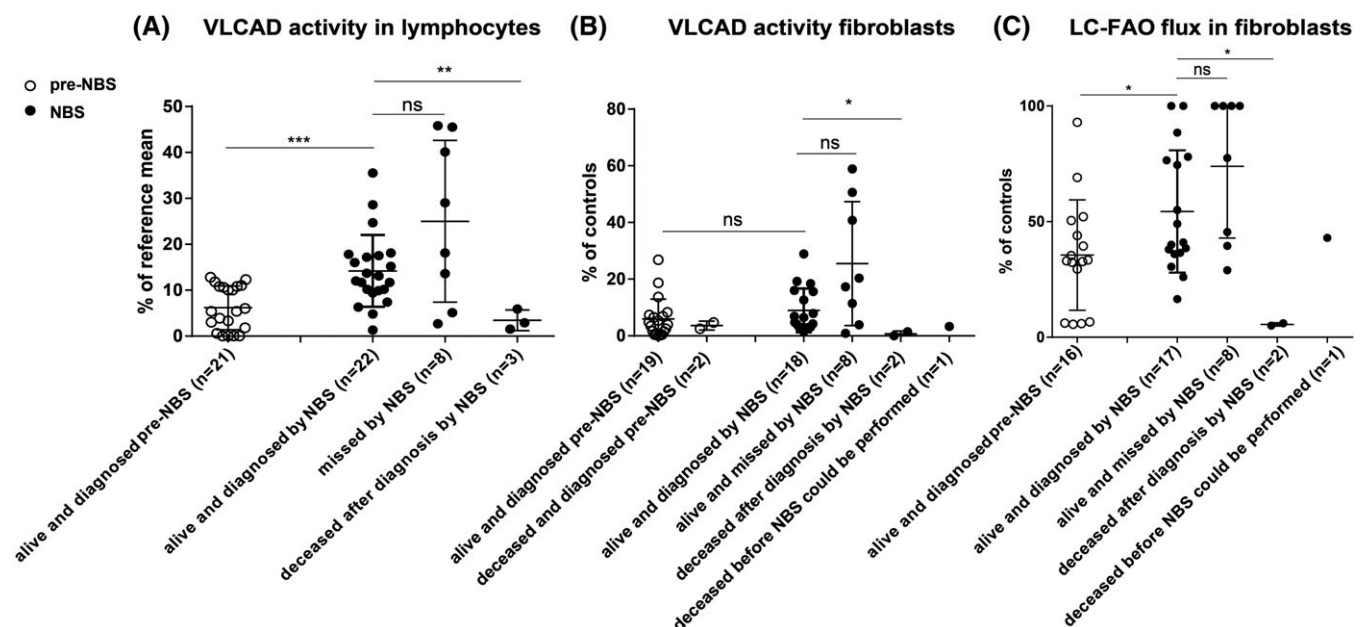 (A) VLCAD activity in lymphocytes
pre-NBS
NBS
% of reference mean
50
40
30
20
10
0
***
ns
**
alive and diagnosed pre-NBS (n=21)
alive and diagnosed by NBS (n=22)
missed by NBS (n=8)
deceased after diagnosis by NBS (n=3)
(B) VLCAD activity fibroblasts
% of controls
80
60
40
20
0
ns
ns
*
alive and diagnosed pre-NBS (n=19)
deceased and diagnosed pre-NBS (n=2)
alive and diagnosed by NBS (n=18)
alive and missed by NBS (n=8)
deceased after diagnosis by NBS (n=2)
deceased before NBS could be performed (n=1)
(C) LC-FAO flux in fibroblasts
% of controls
100
50
0
*
ns
*
alive and diagnosed pre-NBS (n=16)
alive and diagnosed by NBS (n=17)
alive and missed by NBS (n=8)
deceased after diagnosis by NBS (n=2)
deceased before NBS could be performed (n=1)